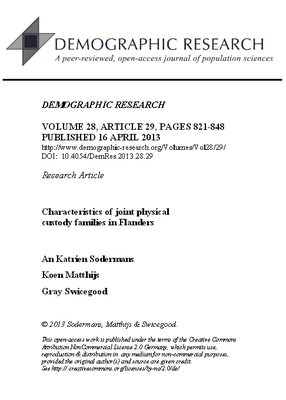 DEMOGRAPHIC RESEARCH
A peer-reviewed, open-access journal of population sciences
DEMOGRAPHIC RESEARCH
VOLUME 28, ARTICLE 29, PAGES 821-848
PUBLISHED 16 APRIL 2013
http://www.demographic-research.org/Volumes/Vol28/29/
DOI: 10.4054/DemRes.2013.28.29
Research Article
Characteristics of joint physical
custody families in Flanders
An Katrien Sodermans
Koen Matthijs
Gray Swicegood
© 2013 Sodermans, Matthijs & Swicegood.
This open-access work is published under the terms of the Creative Commons
Attribution NonCommercial License 2.0 Germany, which permits use,
reproduction & distribution in any medium for non-commercial purposes,
provided the original author(s) and source are given credit.
See http:// creativecommons.org/licenses/by-nc/2.0/de/